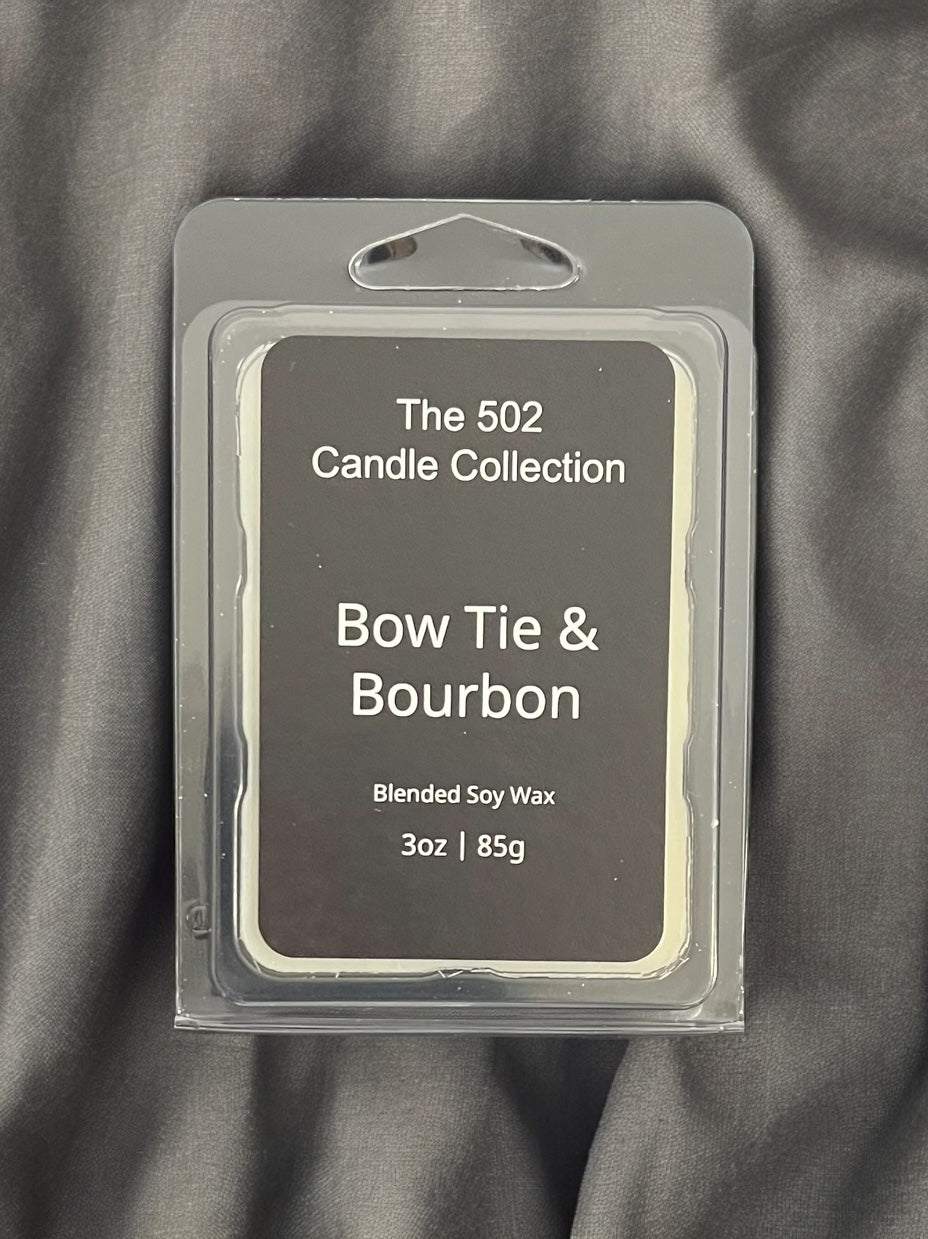 The 502
Candle Collection
Bow Tie &
Bourbon
Blended Soy Wax
3oz | 85g